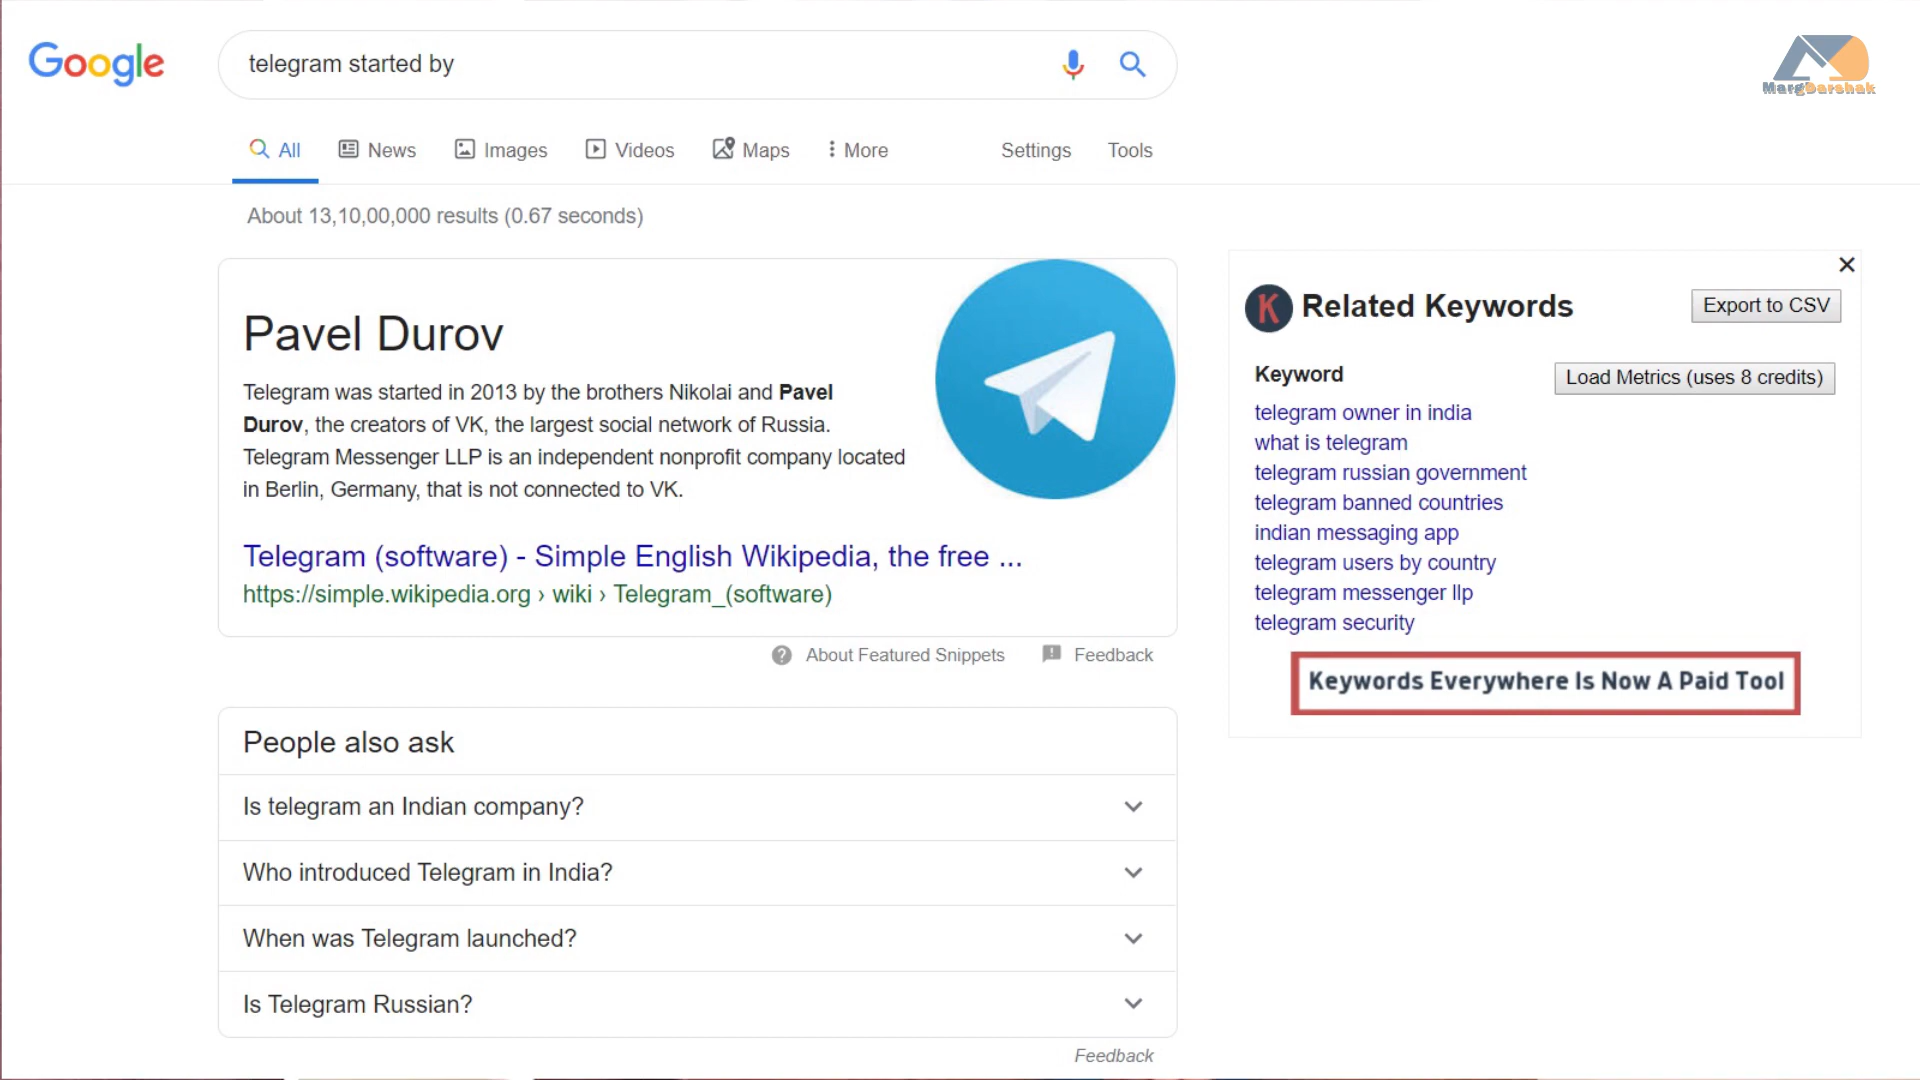 Google
telegram started by
MargDarshak
All
News
Images
Videos
Maps
More
Settings
Tools
About 13,10,00,000 results (0.67 seconds)
Pavel Durov
Telegram was started in 2013 by the brothers Nikolai and Pavel
Durov, the creators of VK, the largest social network of Russia.
Telegram Messenger LLP is an independent nonprofit company located
in Berlin, Germany, that is not connected to VK.
Telegram (software) - Simple English Wikipedia, the free ...
https://simple.wikipedia.org › wiki › Telegram_(software)
About Featured Snippets
Feedback
People also ask
Is telegram an Indian company?
Who introduced Telegram in India?
When was Telegram launched?
Is Telegram Russian?
Feedback
K Related Keywords
Export to CSV
Keyword
Load Metrics (uses 8 credits)
telegram owner in india
what is telegram
telegram russian government
telegram banned countries
indian messaging app
telegram users by country
telegram messenger llp
telegram security
Keywords Everywhere Is Now A Paid Tool